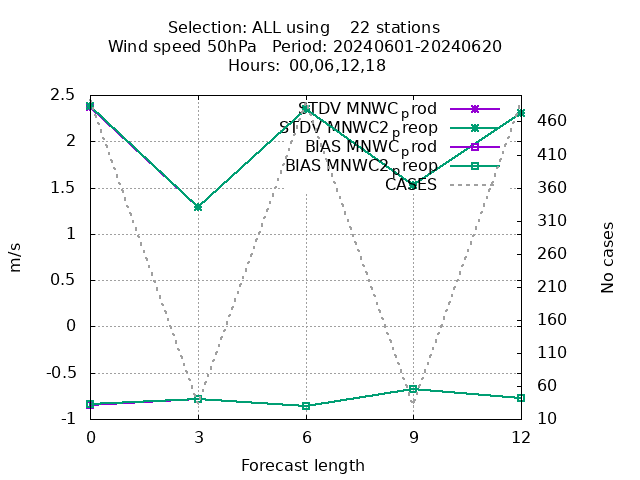 Selection: ALL using 22 stations
Wind speed 50hPa Period: 20240601-20240620
Hours: 00,06,12,18
2.5
2
1.5
1
0.5
0
-0.5
-1
m/s
STDV MNWC_prod
STDV MNWC2_preop
BIAS MNWC_prod
BIAS MNWC2_preop
CASES
460
410
360
310
260
210
160
110
60
10
No cases
0 3 6 9 12
Forecast length